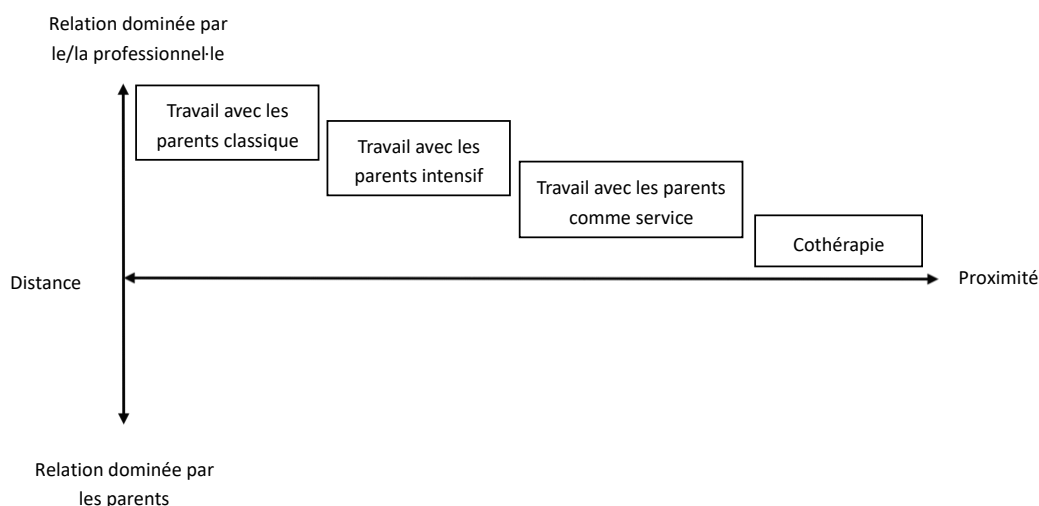 Relation dominée par
le/la professionnel·le
Travail avec les
parents classique
Travail avec les
parents intensif
Travail avec les parents
comme service
Cothérapie
Distance
Proximité
Relation dominée par
les parents